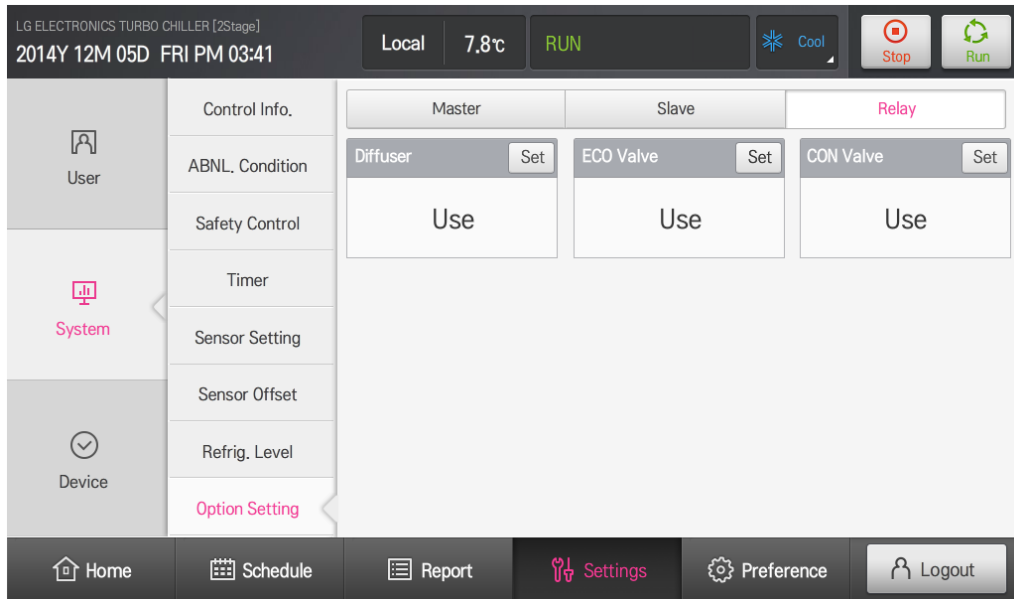 LG ELECTRONICS TURBO CHILLER [2Stage]
2014Y 12M 05D FRI PM 03:41
Local 7.8℃ RUN Cool Stop Run
User
System
Device
Control Info.
ABNL. Condition
Safety Control
Timer
Sensor Setting
Sensor Offset
Refrig. Level
Option Setting
Master Slave Relay
Diffuser Set ECO Valve Set CON Valve Set
Use Use Use
Home Schedule Report Settings Preference Logout